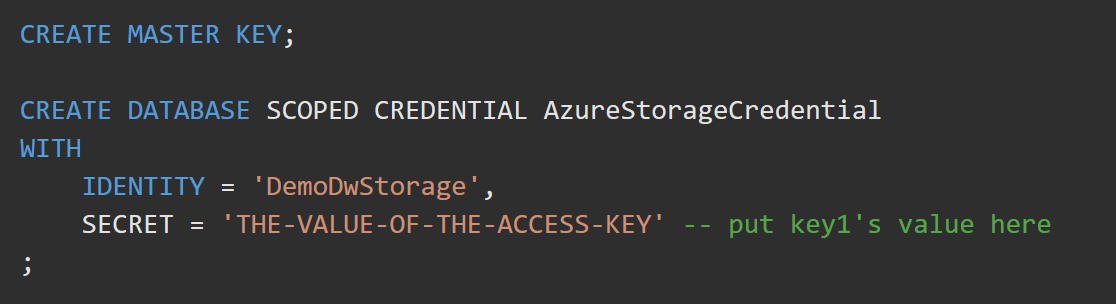 CREATE MASTER KEY;
CREATE DATABASE SCOPED CREDENTIAL AzureStorageCredential
WITH
IDENTITY = 'DemoDwStorage',
SECRET = 'THE-VALUE-OF-THE-ACCESS-KEY' -- put key1's value here
;